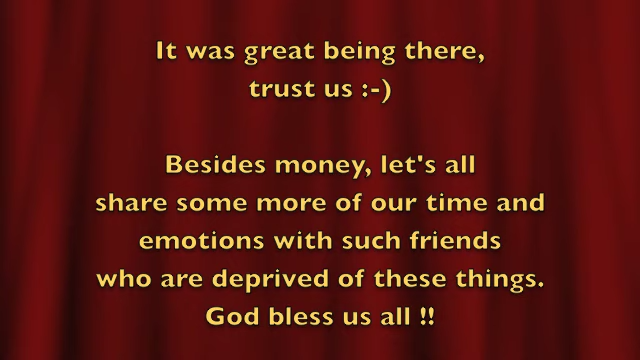 It was great being there,
trust us :-)
Besides money, let's all
share some more of our time and
emotions with such friends
who are deprived of these things.
God bless us all !!